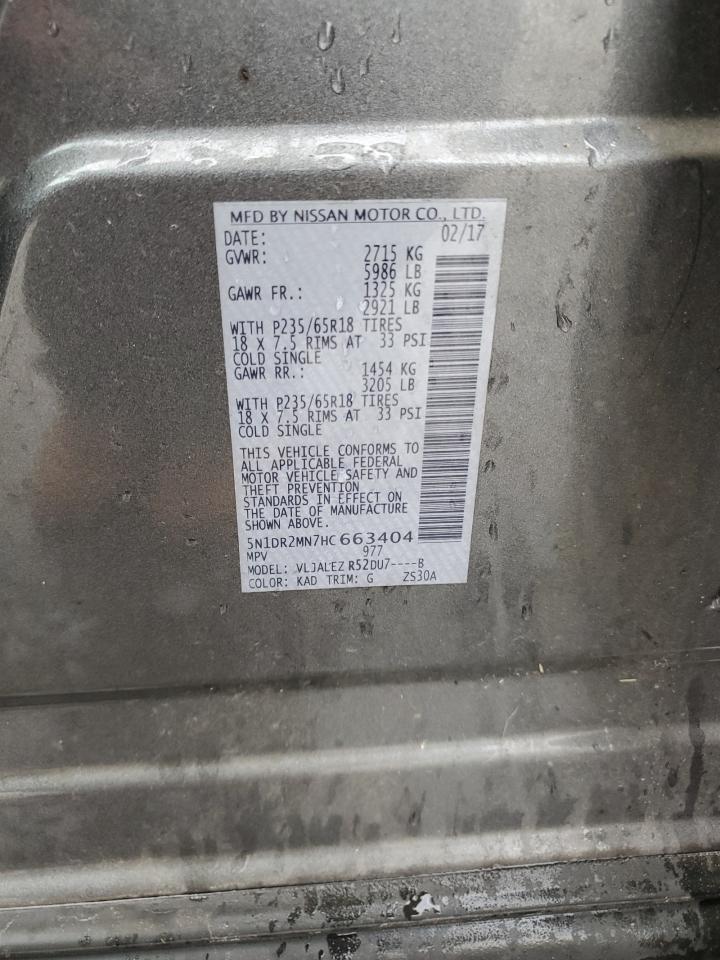 MFD BY NISSAN MOTOR CO., LTD.
DATE: 02/17
GVWR: 2715 KG
5986 LB
GAWR FR.: 1325 KG
2921 LB
WITH P235/65R18 TIRES
18 X 7.5 RIMS AT 33 PSI
COLD SINGLE
GAWR RR.: 1454 KG
3205 LB
WITH P235/65R18 TIRES
18 X 7.5 RIMS AT 33 PSI
COLD SINGLE
THIS VEHICLE CONFORMS TO
ALL APPLICABLE FEDERAL
MOTOR VEHICLE SAFETY AND
THEFT PREVENTION
STANDARDS IN EFFECT ON
THE DATE OF MANUFACTURE
SHOWN ABOVE.
5N1DR2MN7HC663404
MPV 977
MODEL: R52DU7----B
COLOR: KAD TRIM: G ZS30A